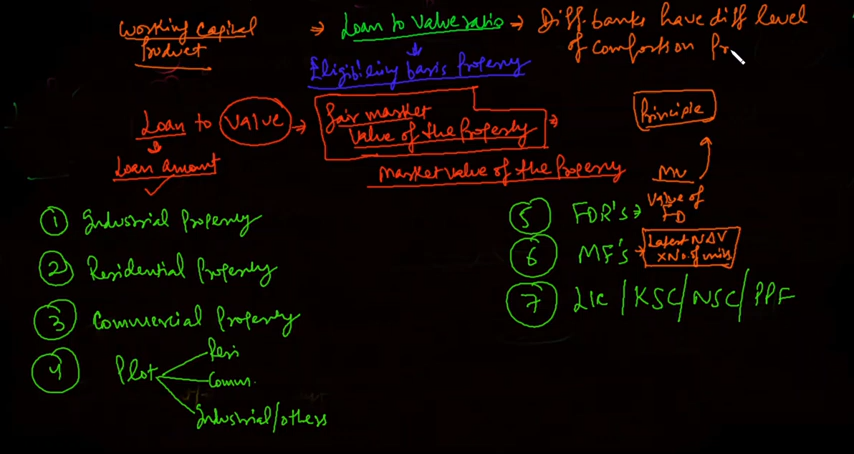 Working Capital Product
⇒ Loan to value ratio ⇒ Diff. banks have diff level
of comfort on Pr
Eligibility basis Property
Loan to Value ⇒ fair market
Value of the Property ⇒
Principle
Loan amount
market value of the Property
MV
① Industrial Property
② Residential Property
③ Commercial Property
④ Plot
Resi
Comm.
Industrial/others
⑤ FDR's ⇒ Value of
FD
⑥ MF's → Latest NAV
x No. of units
⑦ LIC / KSC / NSC / PPF